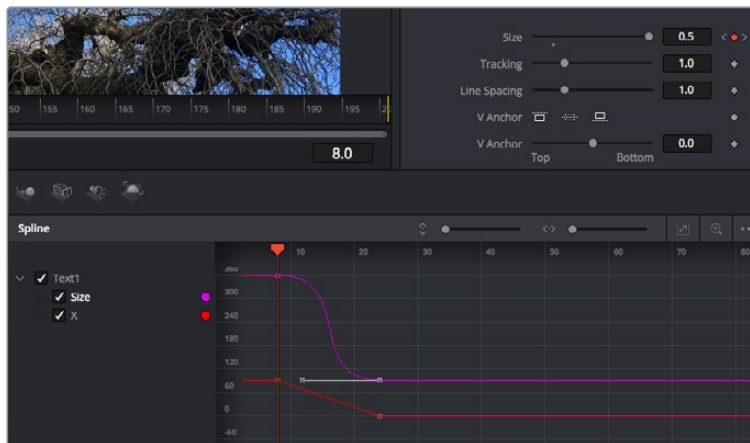 Size 0.5
Tracking 1.0
Line Spacing 1.0
V Anchor
V Anchor 0.0
Top Bottom
50 155 160 165 170 175 180 185 190 195
8.0
Spline
10 20 30 40 50 60 70 80
Text1
Size
X
360
300
240
180
120
60
0
-60